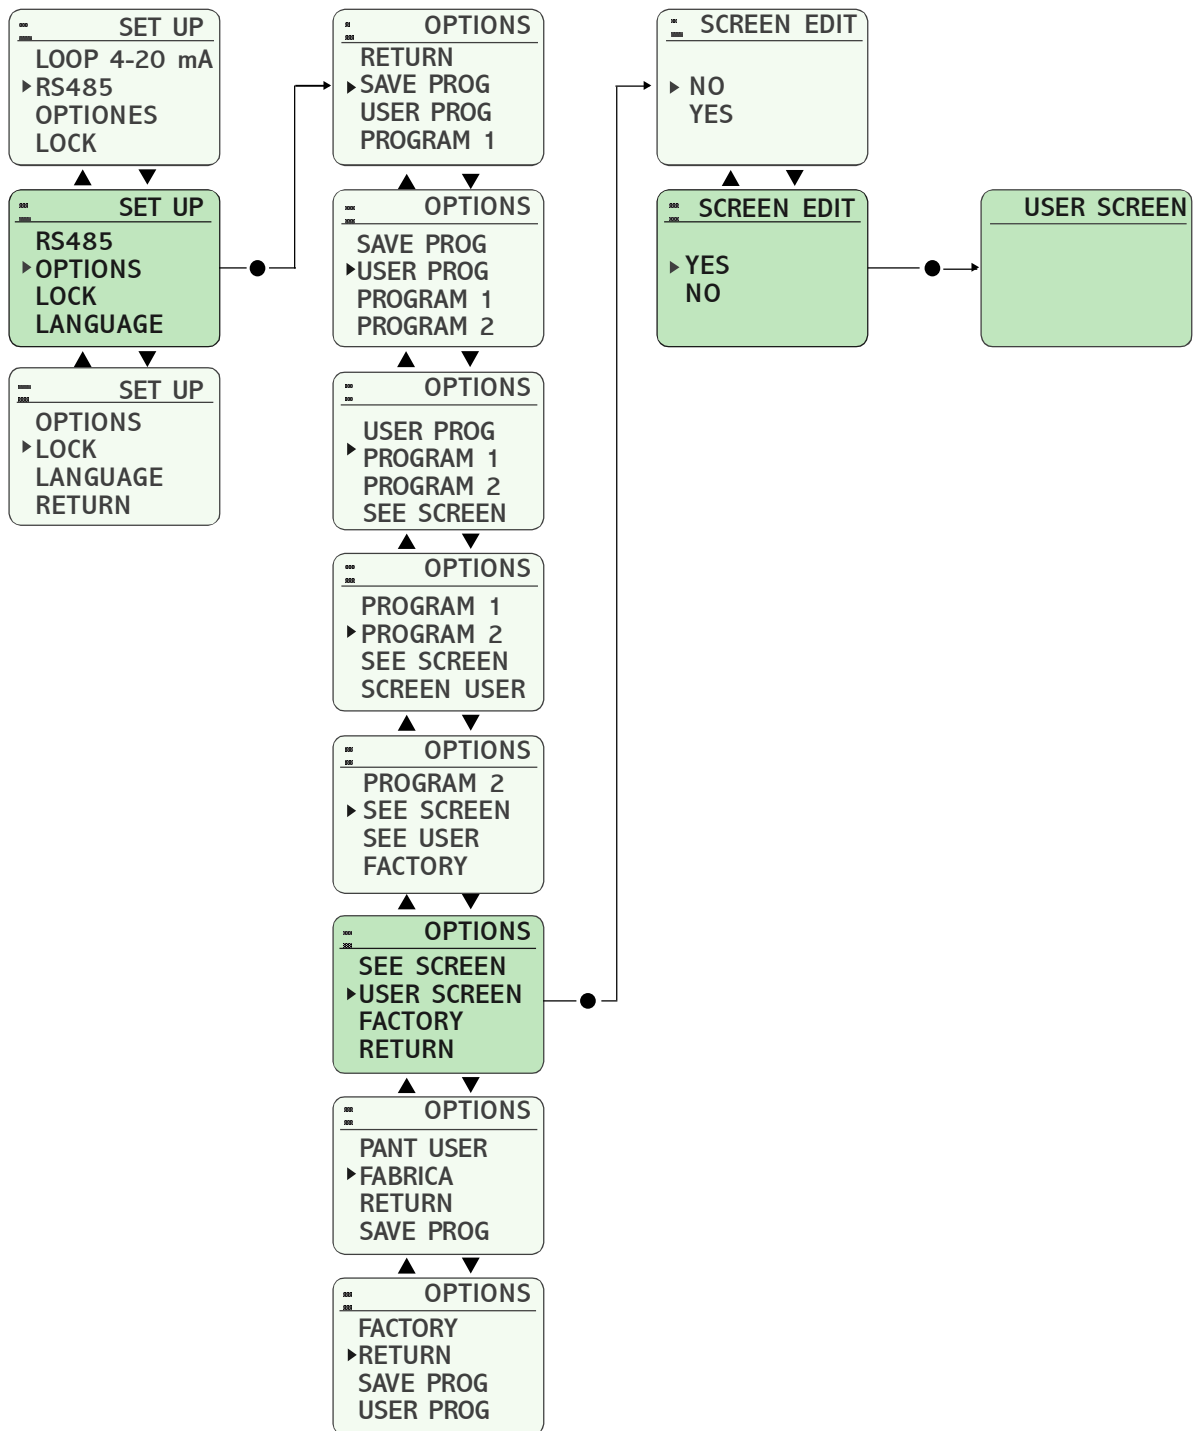 SET UP
LOOP 4-20 mA
RS485
OPTIONES
LOCK
SET UP
RS485
OPTIONS
LOCK
LANGUAGE
SET UP
OPTIONS
LOCK
LANGUAGE
RETURN
OPTIONS
RETURN
SAVE PROG
USER PROG
PROGRAM 1
OPTIONS
SAVE PROG
USER PROG
PROGRAM 1
PROGRAM 2
OPTIONS
USER PROG
PROGRAM 1
PROGRAM 2
SEE SCREEN
OPTIONS
PROGRAM 1
PROGRAM 2
SEE SCREEN
SCREEN USER
OPTIONS
PROGRAM 2
SEE SCREEN
SEE USER
FACTORY
OPTIONS
SEE SCREEN
USER SCREEN
FACTORY
RETURN
OPTIONS
PANT USER
FABRICA
RETURN
SAVE PROG
OPTIONS
FACTORY
RETURN
SAVE PROG
USER PROG
SCREEN EDIT
NO
YES
SCREEN EDIT
YES
NO
USER SCREEN